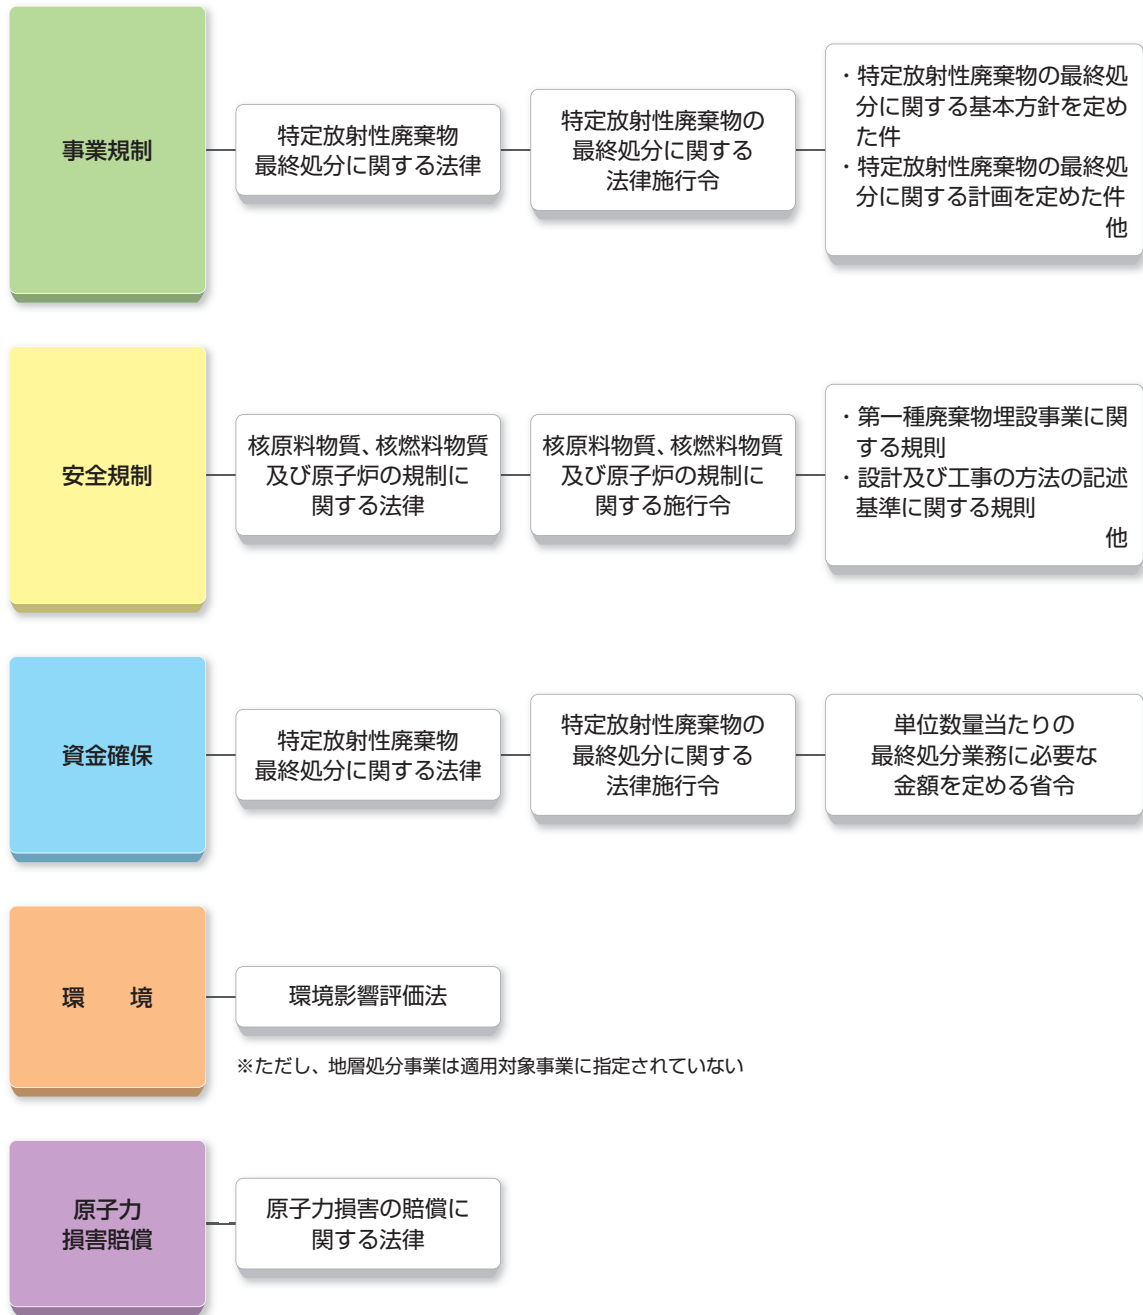 事業規制
特定放射性廃棄物
最終処分に関する法律
特定放射性廃棄物の
最終処分に関する
法律施行令
・特定放射性廃棄物の最終処
分に関する基本方針を定め
た件
・特定放射性廃棄物の最終処
分に関する計画を定めた件
他
安全規制
核原料物質、核燃料物質
及び原子炉の規制に
関する法律
核原料物質、核燃料物質
及び原子炉の規制に
関する施行令
・第一種廃棄物埋設事業に関
する規則
・設計及び工事の方法の記述
基準に関する規則
他
資金確保
特定放射性廃棄物
最終処分に関する法律
特定放射性廃棄物の
最終処分に関する
法律施行令
単位数量当たりの
最終処分業務に必要な
金額を定める省令
環　　境
環境影響評価法
※ただし、地層処分事業は適用対象事業に指定されていない
原子力
損害賠償
原子力損害の賠償に
関する法律